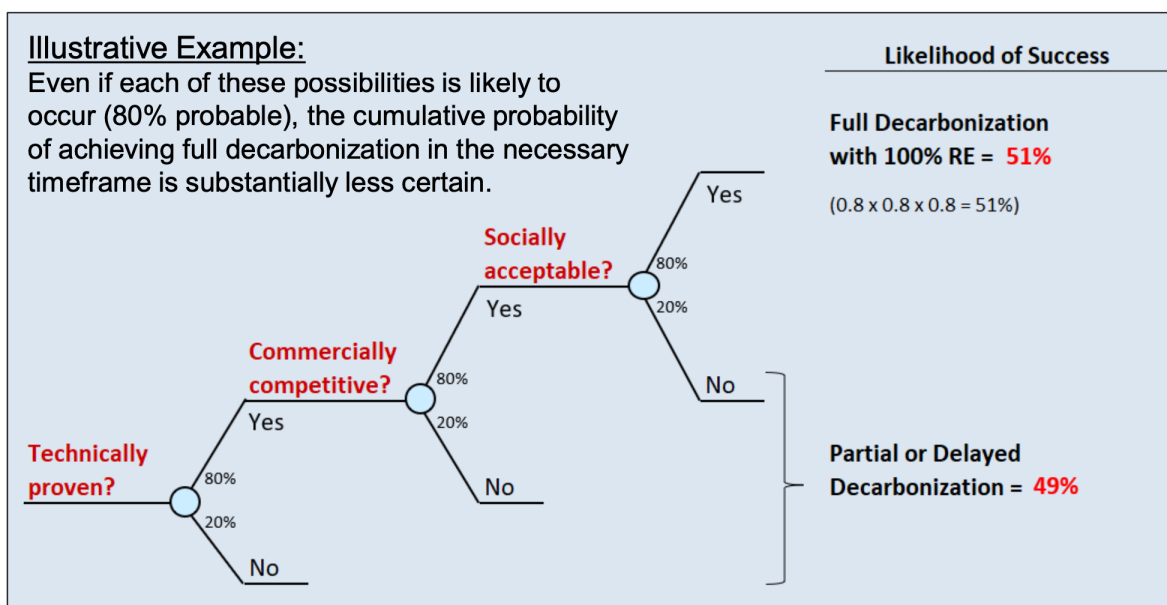 Illustrative Example:
Even if each of these possibilities is likely to
occur (80% probable), the cumulative probability
of achieving full decarbonization in the necessary
timeframe is substantially less certain.
Likelihood of Success
Full Decarbonization
with 100% RE = 51%
(0.8 x 0.8 x 0.8 = 51%)
Yes
Socially
acceptable?
80%
20%
Yes
No
Commercially
competitive?
80%
20%
Yes
No
Technically
proven?
80%
20%
No
Partial or Delayed
Decarbonization = 49%